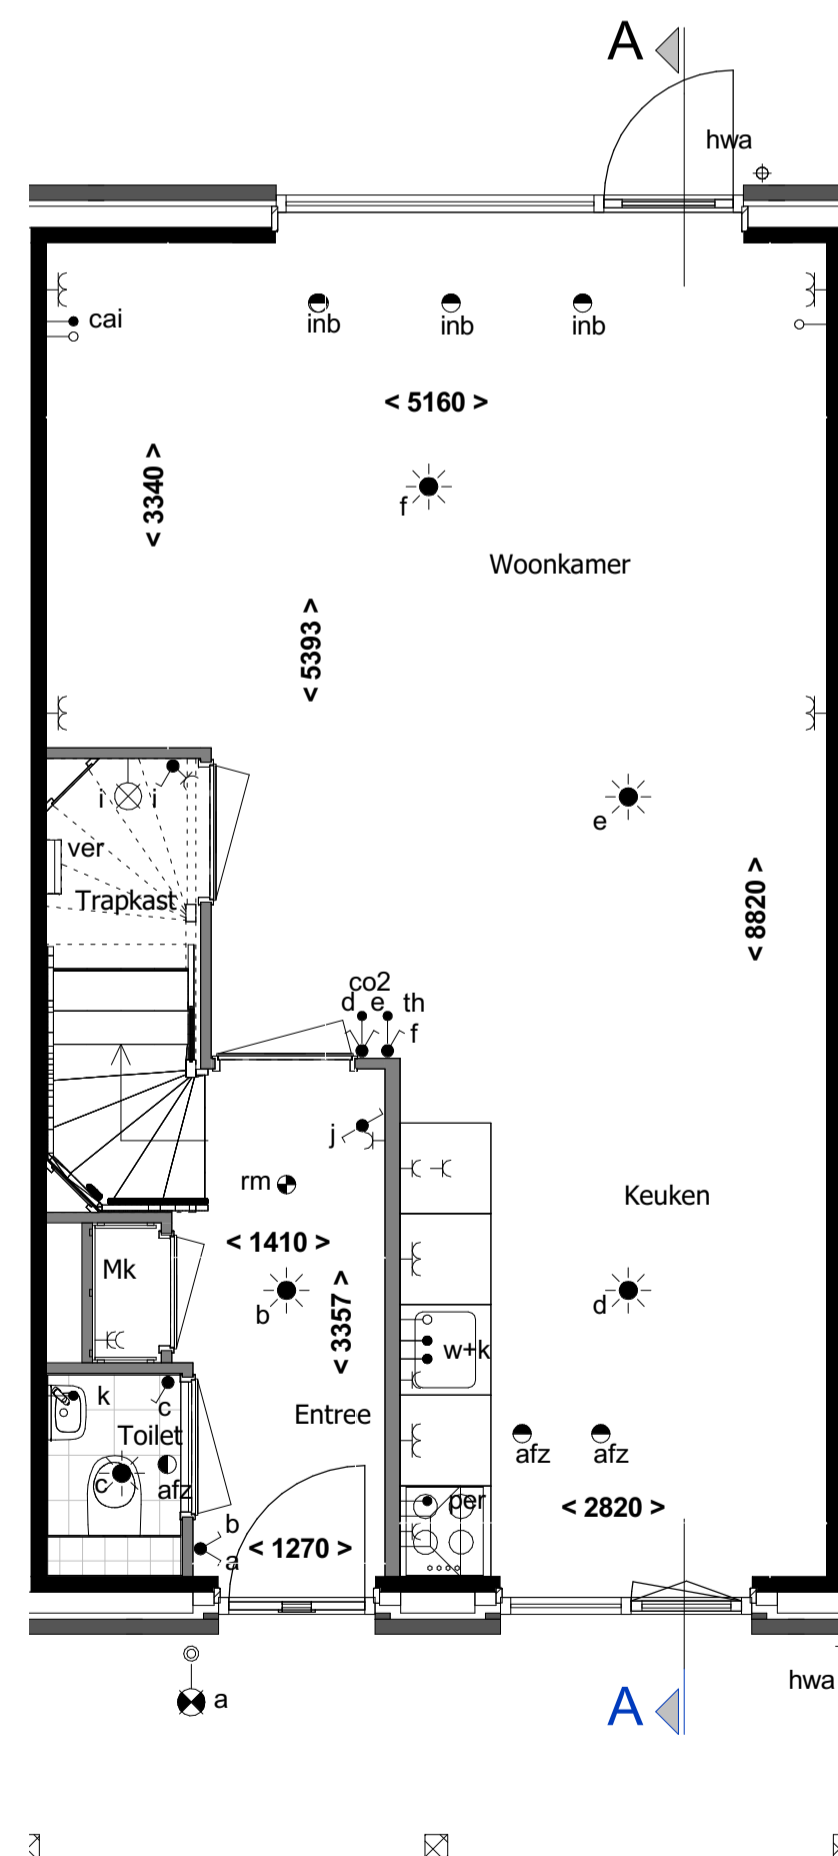 A
hwa
cai
inb inb inb
< 5160 >
< 3340 >
f
Woonkamer
< 5393 >
i i
e
ver
Trapkast
< 8820 >
co2
d e th
f
j
rm
Keuken
< 1410 >
Mk
b
< 3357 >
d
w+k
k
c
Entree
Toilet
afz afz
c
afz
per
< 2820 >
b
a
< 1270 >
hwa
a
A